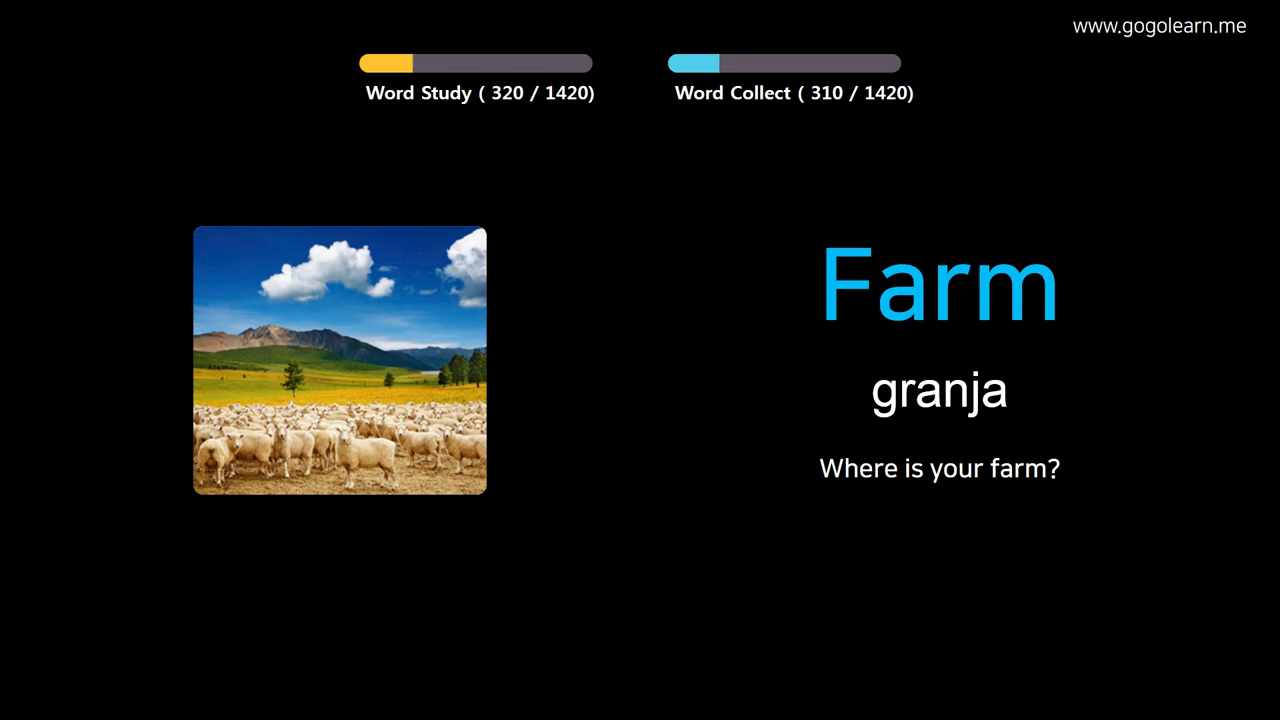 www.gogolearn.me
Word Study ( 320 / 1420)
Word Collect ( 310 / 1420)
Farm
granja
Where is your farm?